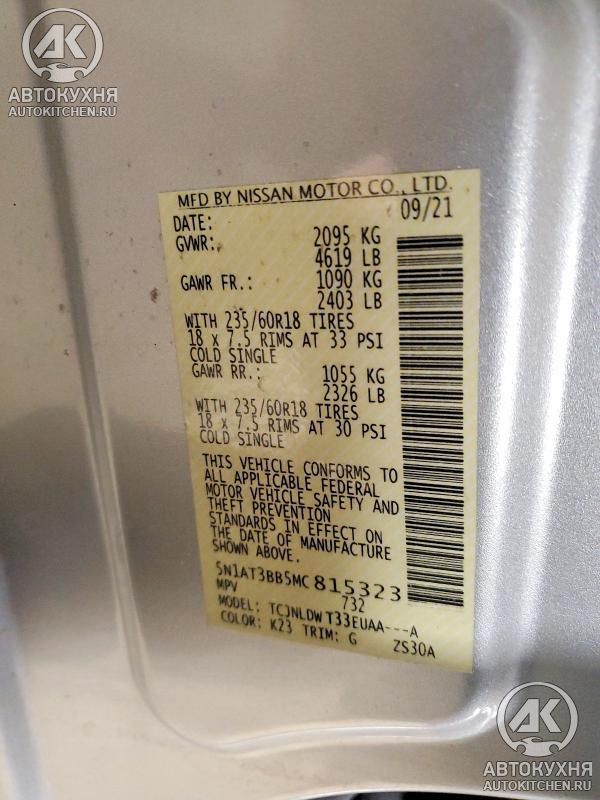 AK
АВТОКУХНЯ
AUTOKITCHEN.RU
MFD BY NISSAN MOTOR CO., LTD.
DATE: 09/21
GVWR: 2095 KG
4619 LB
GAWR FR.: 1090 KG
2403 LB
WITH 235/60R18 TIRES
18 x 7.5 RIMS AT 33 PSI
COLD SINGLE
GAWR RR.: 1055 KG
2326 LB
WITH 235/60R18 TIRES
18 x 7.5 RIMS AT 30 PSI
COLD SINGLE
THIS VEHICLE CONFORMS TO
ALL APPLICABLE FEDERAL
MOTOR VEHICLE SAFETY AND
THEFT PREVENTION
STANDARDS IN EFFECT ON
THE DATE OF MANUFACTURE
SHOWN ABOVE.
5N1AT3BB5MC815323
MPV 732
MODEL: TCJNLDW T33EUAA---A
COLOR: K23 TRIM: G ZS30A
AK
АВТОКУХНЯ
AUTOKITCHEN.RU